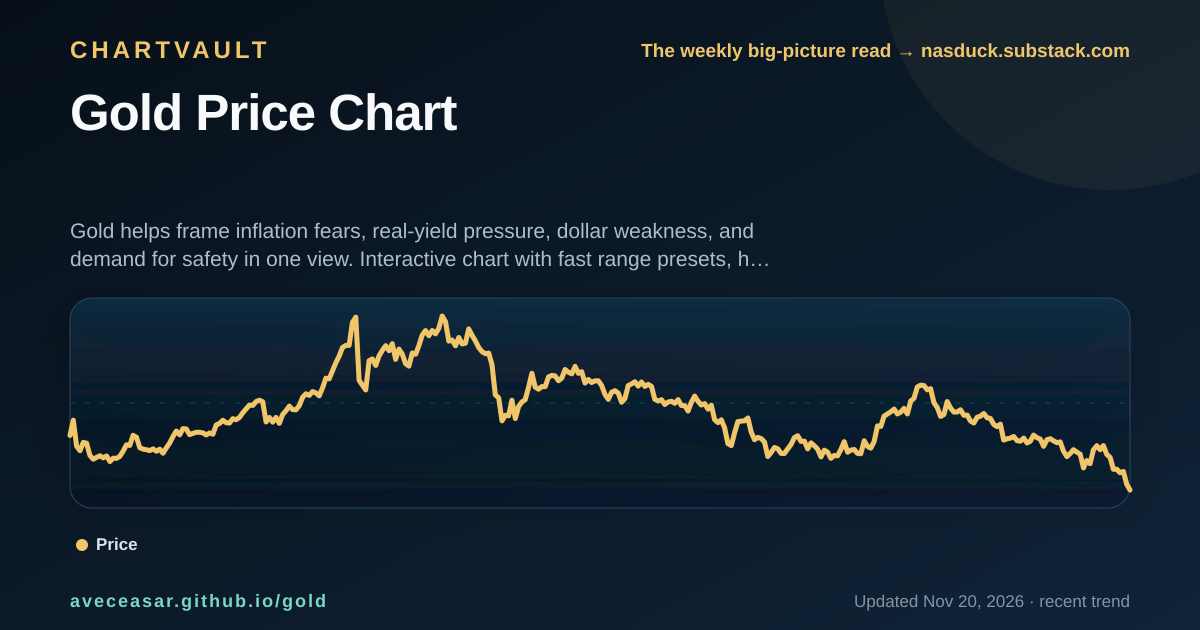 CHARTVAULT
The weekly big-picture read → nasduck.substack.com
Gold Price Chart
Gold helps frame inflation fears, real-yield pressure, dollar weakness, and
demand for safety in one view. Interactive chart with fast range presets, h…
Price
aveceasar.github.io/gold
Updated Nov 20, 2026 · recent trend